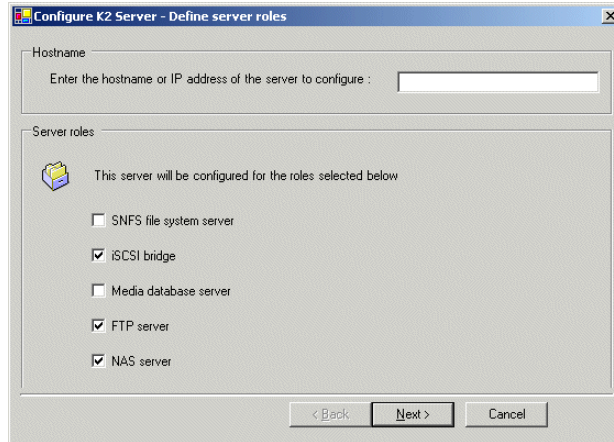 Configure K2 Server - Define server roles
Hostname
Enter the hostname or IP address of the server to configure :
Server roles
This server will be configured for the roles selected below
SNFS file system server
iSCSI bridge
Media database server
FTP server
NAS server
< Back
Next >
Cancel